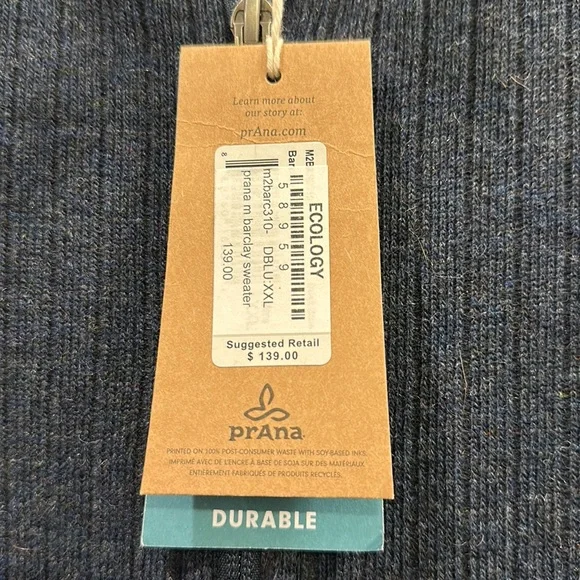 Learn more about
our story at:
prAna.com
M2B
Bar
ECOLOGY
5 8 9 5 9
m2barc310- DBLU:XXL
prana m barclay sweater
139.00
8
Suggested Retail
$ 139.00
prAna
PRINTED ON 100% POST-CONSUMER WASTE WITH SOY-BASED INKS.
IMPRIMÉ AVEC DE L'ENCRE À BASE DE SOJA SUR DES MATÉRIAUX
ENTIÈREMENT FABRIQUÉS DE PRODUITS RECYCLÉS.
DURABLE